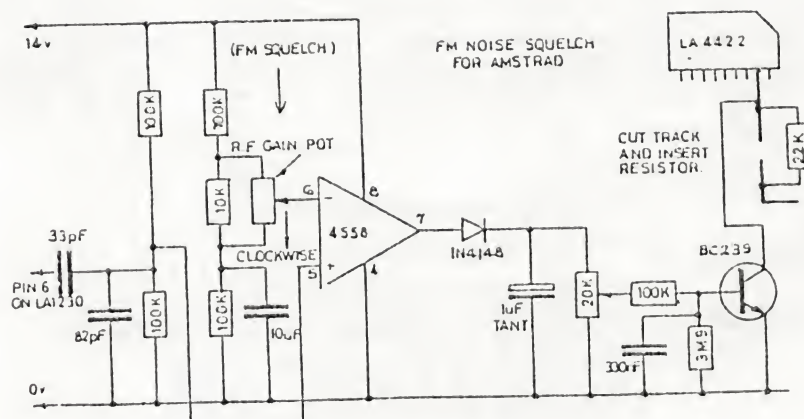 14v
(FM SQUELCH)
FM NOISE SQUELCH
FOR AMSTRAD
LA4422
100K
100K
R.F GAIN POT
CUT TRACK
AND INSERT
RESISTOR.
22K
10K
6
-
8
4558
7
33pF
CLOCKWISE
5
+
4
1N4148
BC239
PIN 6
ON LA1230
82pF
100K
100K
10uF
1uF
TANT
20K
100K
330nF
3M9
0v